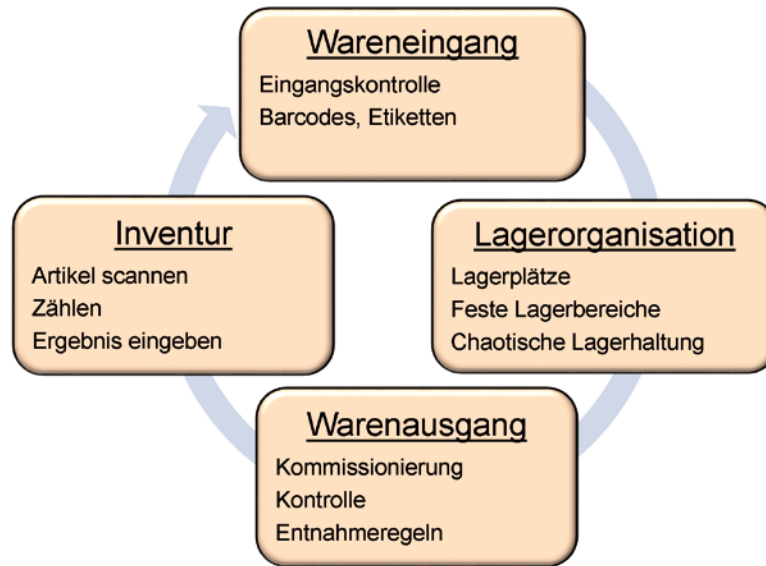 Wareneingang
Eingangskontrolle
Barcodes, Etiketten
Inventur
Artikel scannen
Zählen
Ergebnis eingeben
Lagerorganisation
Lagerplätze
Feste Lagerbereiche
Chaotische Lagerhaltung
Warenausgang
Kommissionierung
Kontrolle
Entnahmeregeln